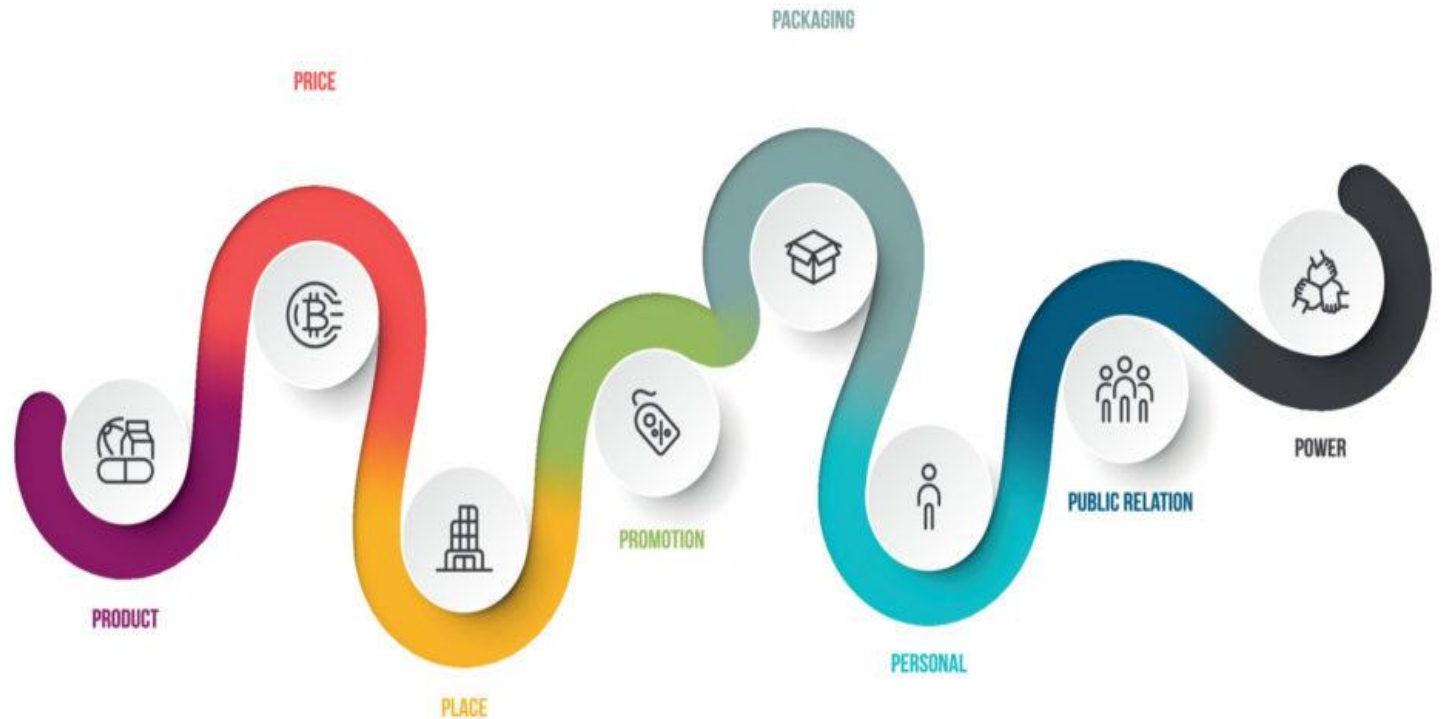 PACKAGING
PRICE
PRODUCT
PLACE
PROMOTION
PERSONAL
PUBLIC RELATION
POWER